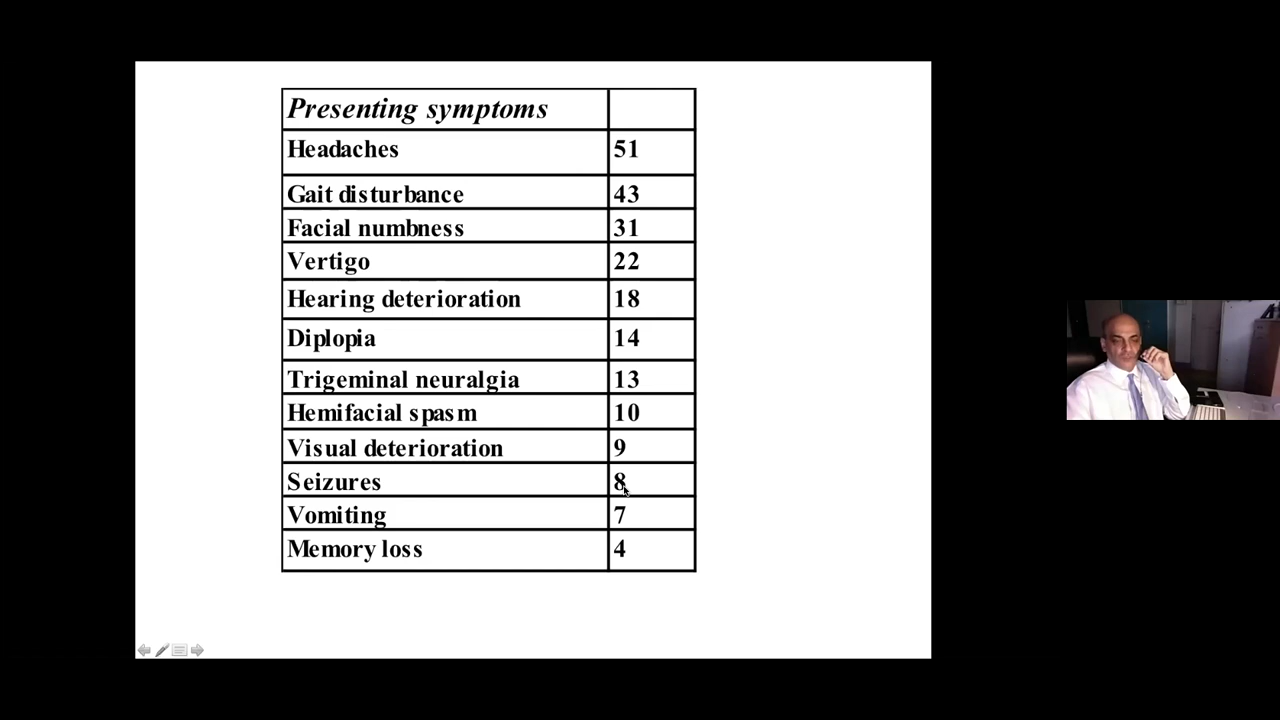 Presenting symptoms
Headaches 51
Gait disturbance 43
Facial numbness 31
Vertigo 22
Hearing deterioration 18
Diplopia 14
Trigeminal neuralgia 13
Hemifacial spasm 10
Visual deterioration 9
Seizures 8
Vomiting 7
Memory loss 4